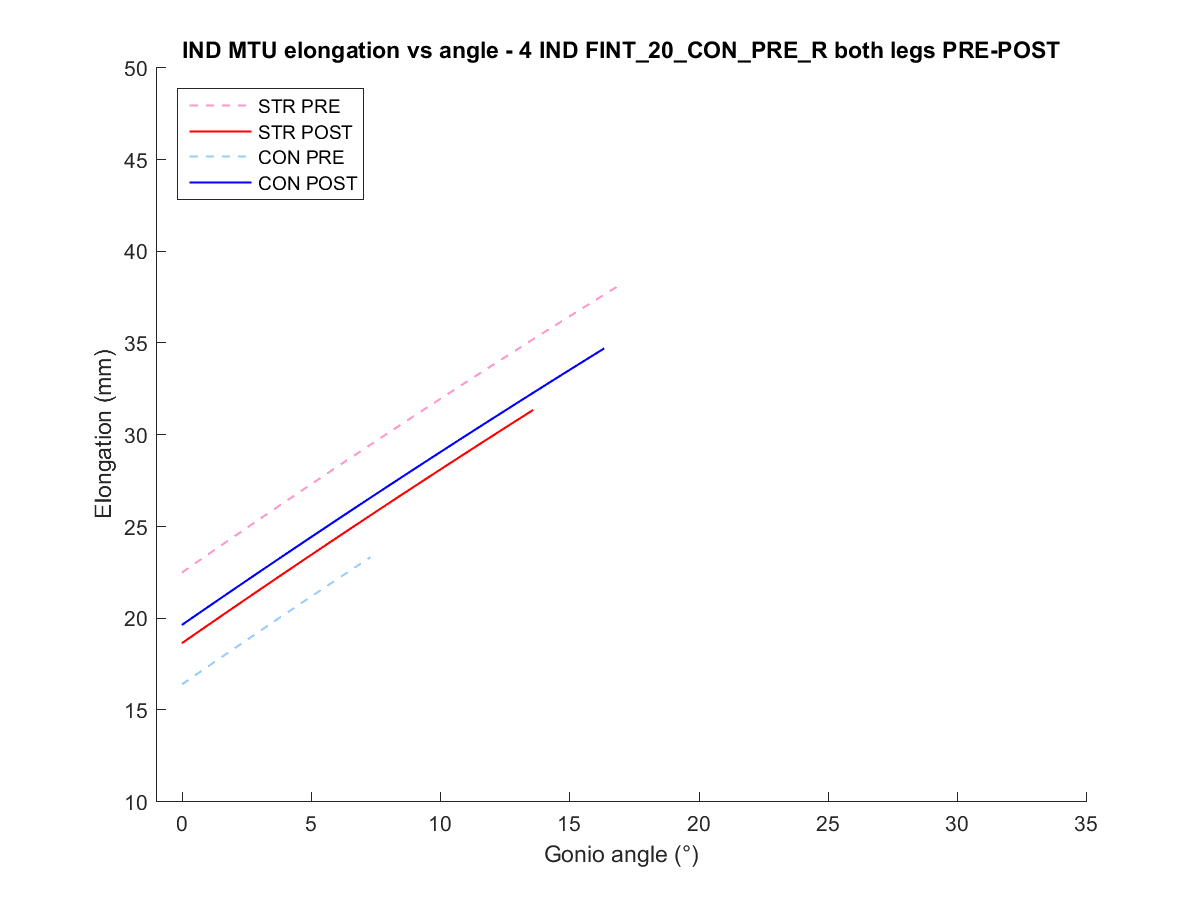 IND MTU elongation vs angle - 4 IND FINT_20_CON_PRE_R both legs PRE-POST
50
45
40
35
30
25
20
15
10
Elongation (mm)
STR PRE
STR POST
CON PRE
CON POST
0 5 10 15 20 25 30 35
Gonio angle (°)